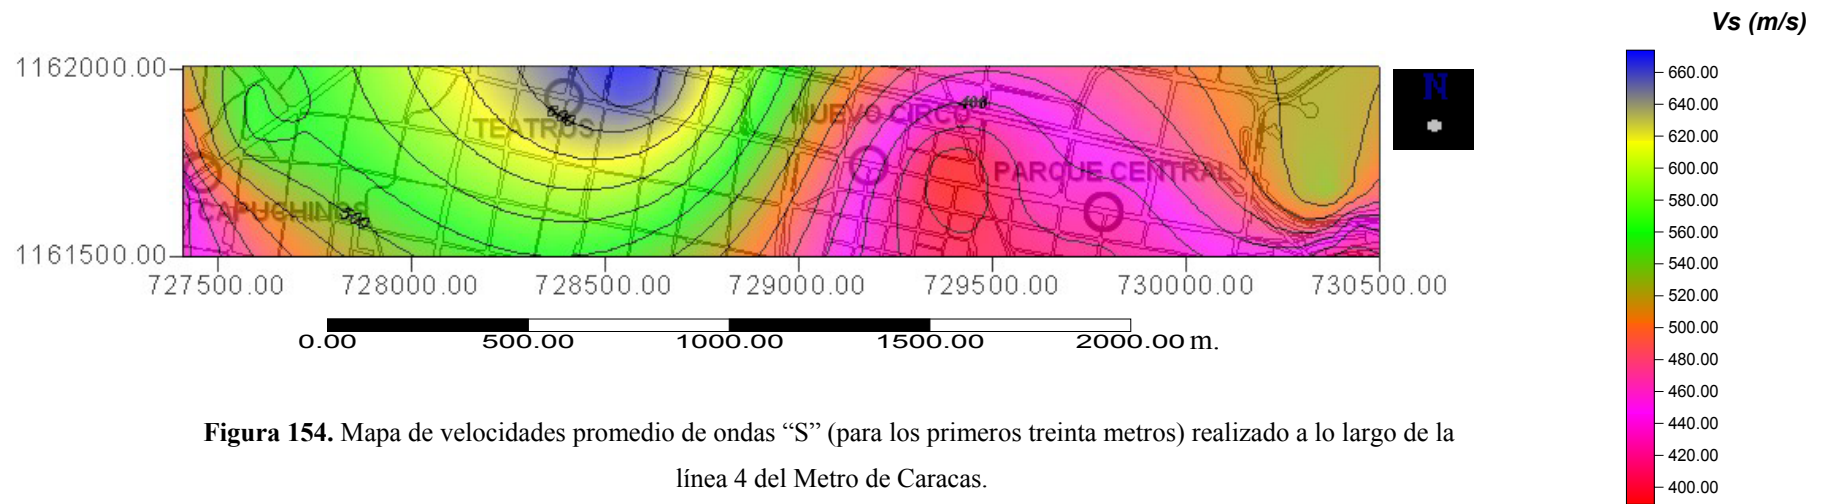 Vs (m/s)
1162000.00
N
660.00
640.00
600
400
NUEVO CIRCO
TEATROS
620.00
PARQUE CENTRAL
600.00
CAPUCHINOS
500
580.00
1161500.00
560.00
727500.00 728000.00 728500.00 729000.00 729500.00 730000.00 730500.00
540.00
520.00
500.00
0.00 500.00 1000.00 1500.00 2000.00 m.
480.00
460.00
440.00
Figura 154. Mapa de velocidades promedio de ondas “S” (para los primeros treinta metros) realizado a lo largo de la
420.00
línea 4 del Metro de Caracas.
400.00